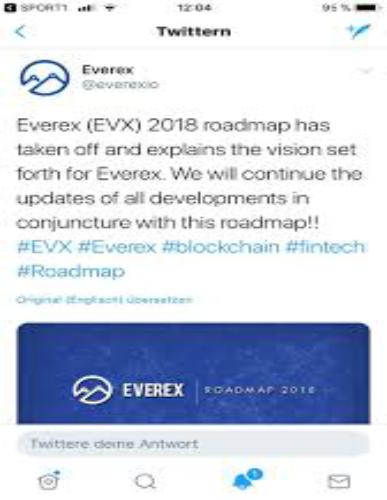 SPORT1 12:04 95 %
Twittern
Everex
@everexio
Everex (EVX) 2018 roadmap has
taken off and explains the vision set
forth for Everex. We will continue the
updates of all developments in
conjuncture with this roadmap!!
#EVX #Everex #blockchain #fintech
#Roadmap
Original (Englisch) übersetzen
EVEREX ROADMAP 2018
Twittere deine Antwort
1